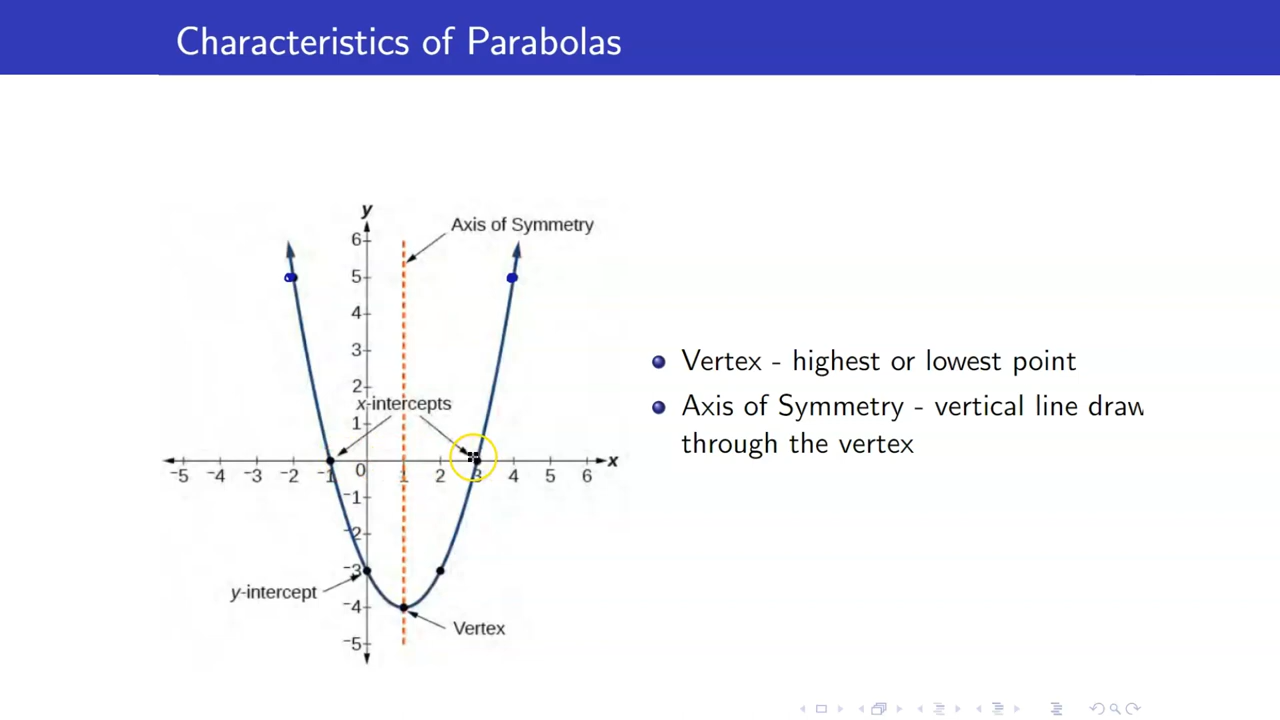 Characteristics of Parabolas
y
Axis of Symmetry
6
5
4
3
2
x-intercepts
1
x
−5 −4 −3 −2 −1 0 1 2 3 4 5 6
−1
−2
−3
y-intercept
−4
Vertex
−5
Vertex - highest or lowest point
Axis of Symmetry - vertical line draw
through the vertex